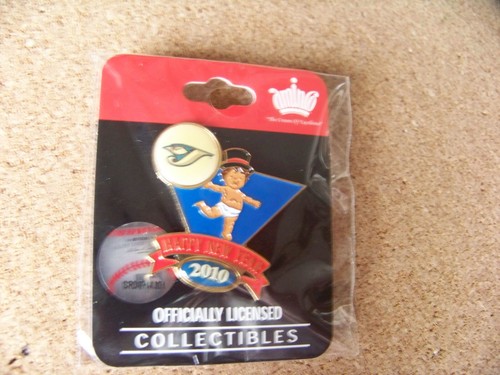 HAPPY NEW YEAR
2010
OFFICIALLY LICENSED
COLLECTIBLES